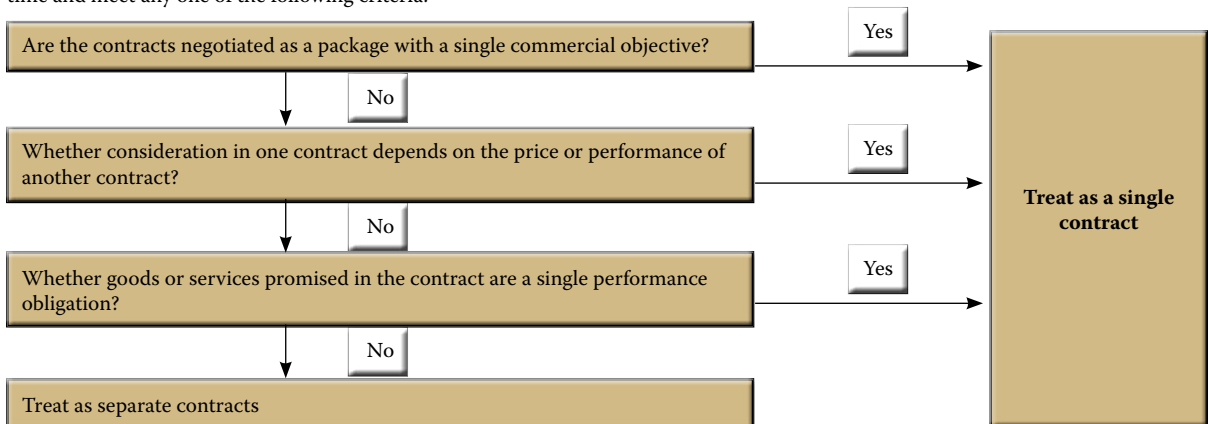 time and meet any one of the following criteria:
Are the contracts negotiated as a package with a single commercial objective?
Yes
No
Whether consideration in one contract depends on the price or performance of
another contract?
Yes
Treat as a single
contract
No
Whether goods or services promised in the contract are a single performance
obligation?
Yes
No
Treat as separate contracts